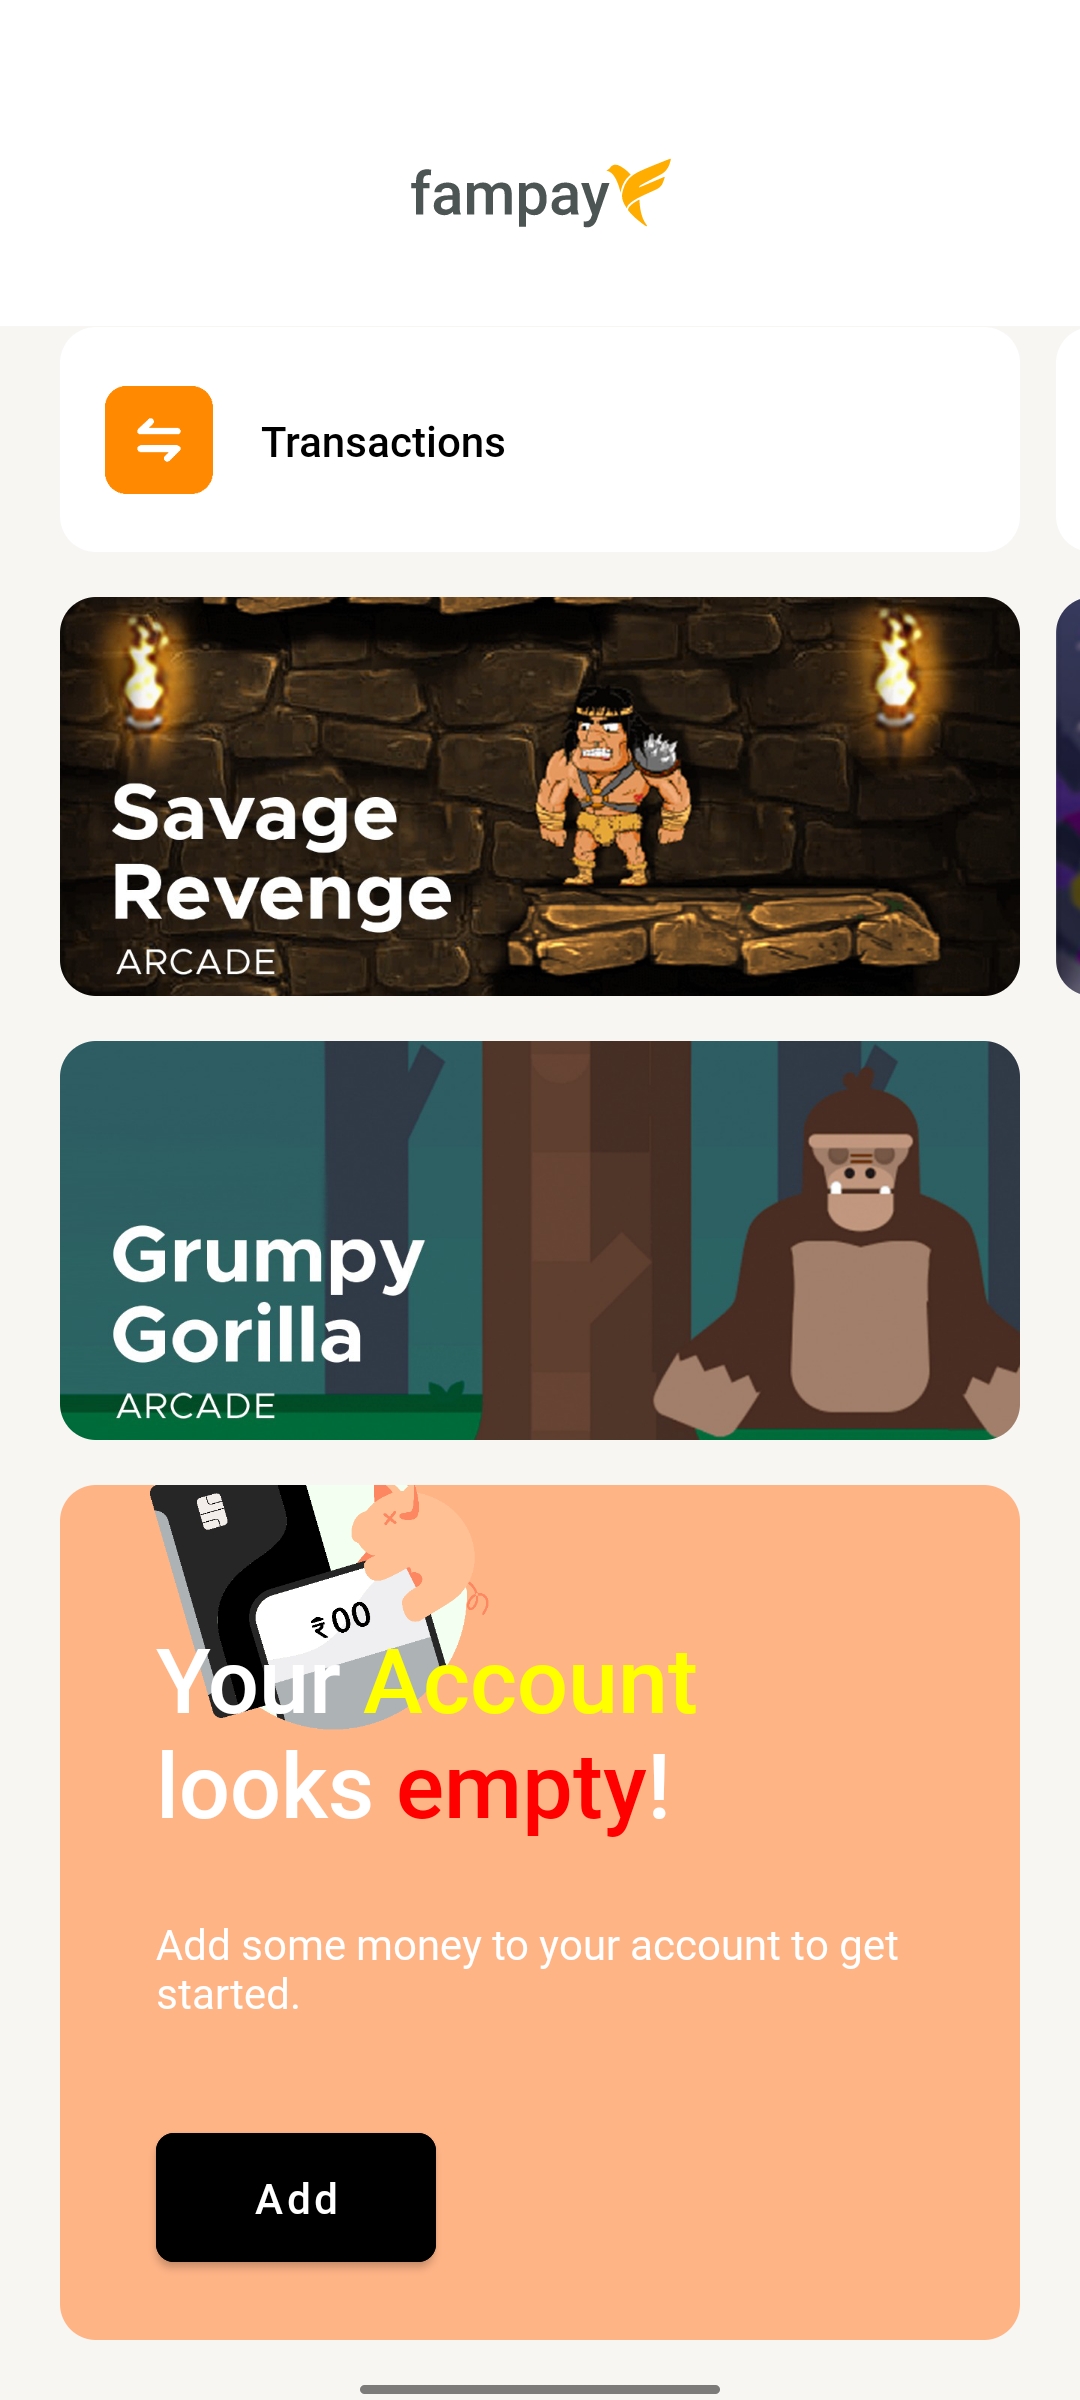 fampay
Transactions
Savage
Revenge
ARCADE
Grumpy
Gorilla
ARCADE
₹00
Your Account
looks empty!
Add some money to your account to get
started.
Add